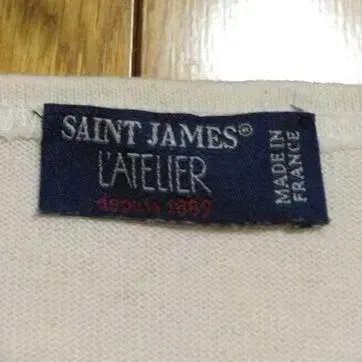 SAINT JAMES®
L'ATELIER
depuis 1889
MADE IN
FRANCE